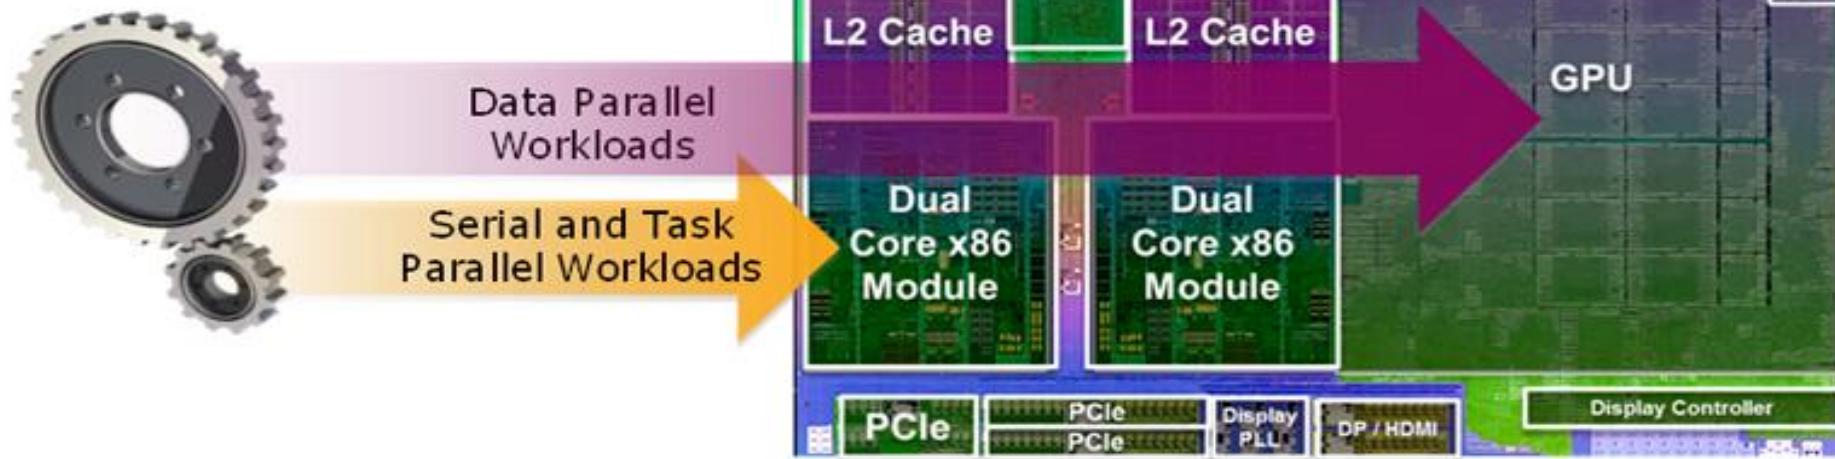 L2 Cache
L2 Cache
GPU
Data Parallel
Workloads
Serial and Task
Parallel Workloads
Dual
Core x86
Module
Dual
Core x86
Module
PCIe
PCIe
PCIe
Display
PLL
DP / HDMI
Display Controller